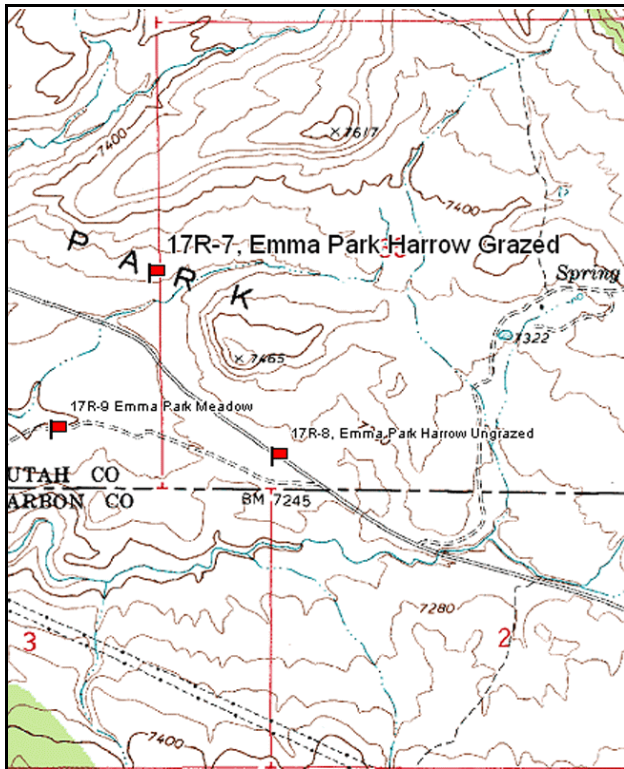 7400
× 7617
7400
PARK
17R-7, Emma Park Harrow Grazed
Spring
7322
× 7465
17R-9 Emma Park Meadow
17R-8, Emma Park Harrow Ungrazed
UTAH CO
ARBON CO
BM 7245
7280
3
2
7400